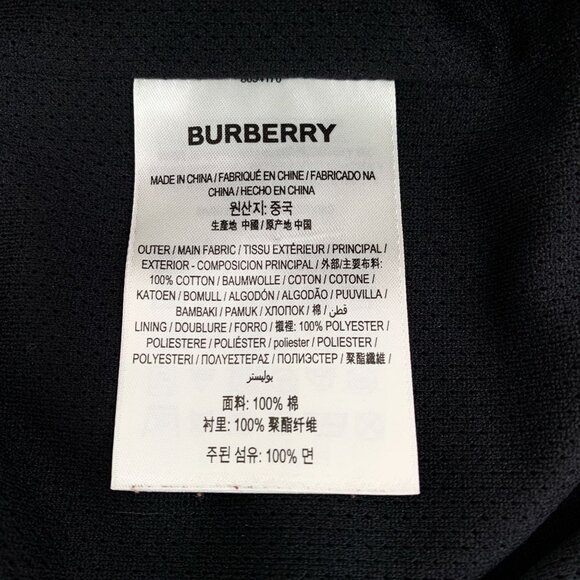 BURBERRY
MADE IN CHINA / FABRIQUÉ EN CHINE / FABRICADO NA
CHINA / HECHO EN CHINA
원산지: 중국
生產地 中國 / 原产地 中国
OUTER / MAIN FABRIC / TISSU EXTÉRIEUR / PRINCIPAL /
EXTERIOR - COMPOSICION PRINCIPAL / 外部/主要布料:
100% COTTON / BAUMWOLLE / COTON / COTONE /
KATOEN / BOMULL / ALGODÓN / ALGODÃO / PUUVILLA /
BAMBAKI / PAMUK / ХЛОПОК / 棉 / قطن
LINING / DOUBLURE / FORRO / 襯裡: 100% POLYESTER /
POLIESTERE / POLIÉSTER / poliester / POLYESTER /
POLYESTERI / ΠΟΛΥΕΣΤΕΡΑΣ / ПОЛИЭСТЕР / 聚酯纖維 /
بوليستر
面料: 100% 棉
衬里: 100% 聚酯纤维
주된 섬유: 100% 면